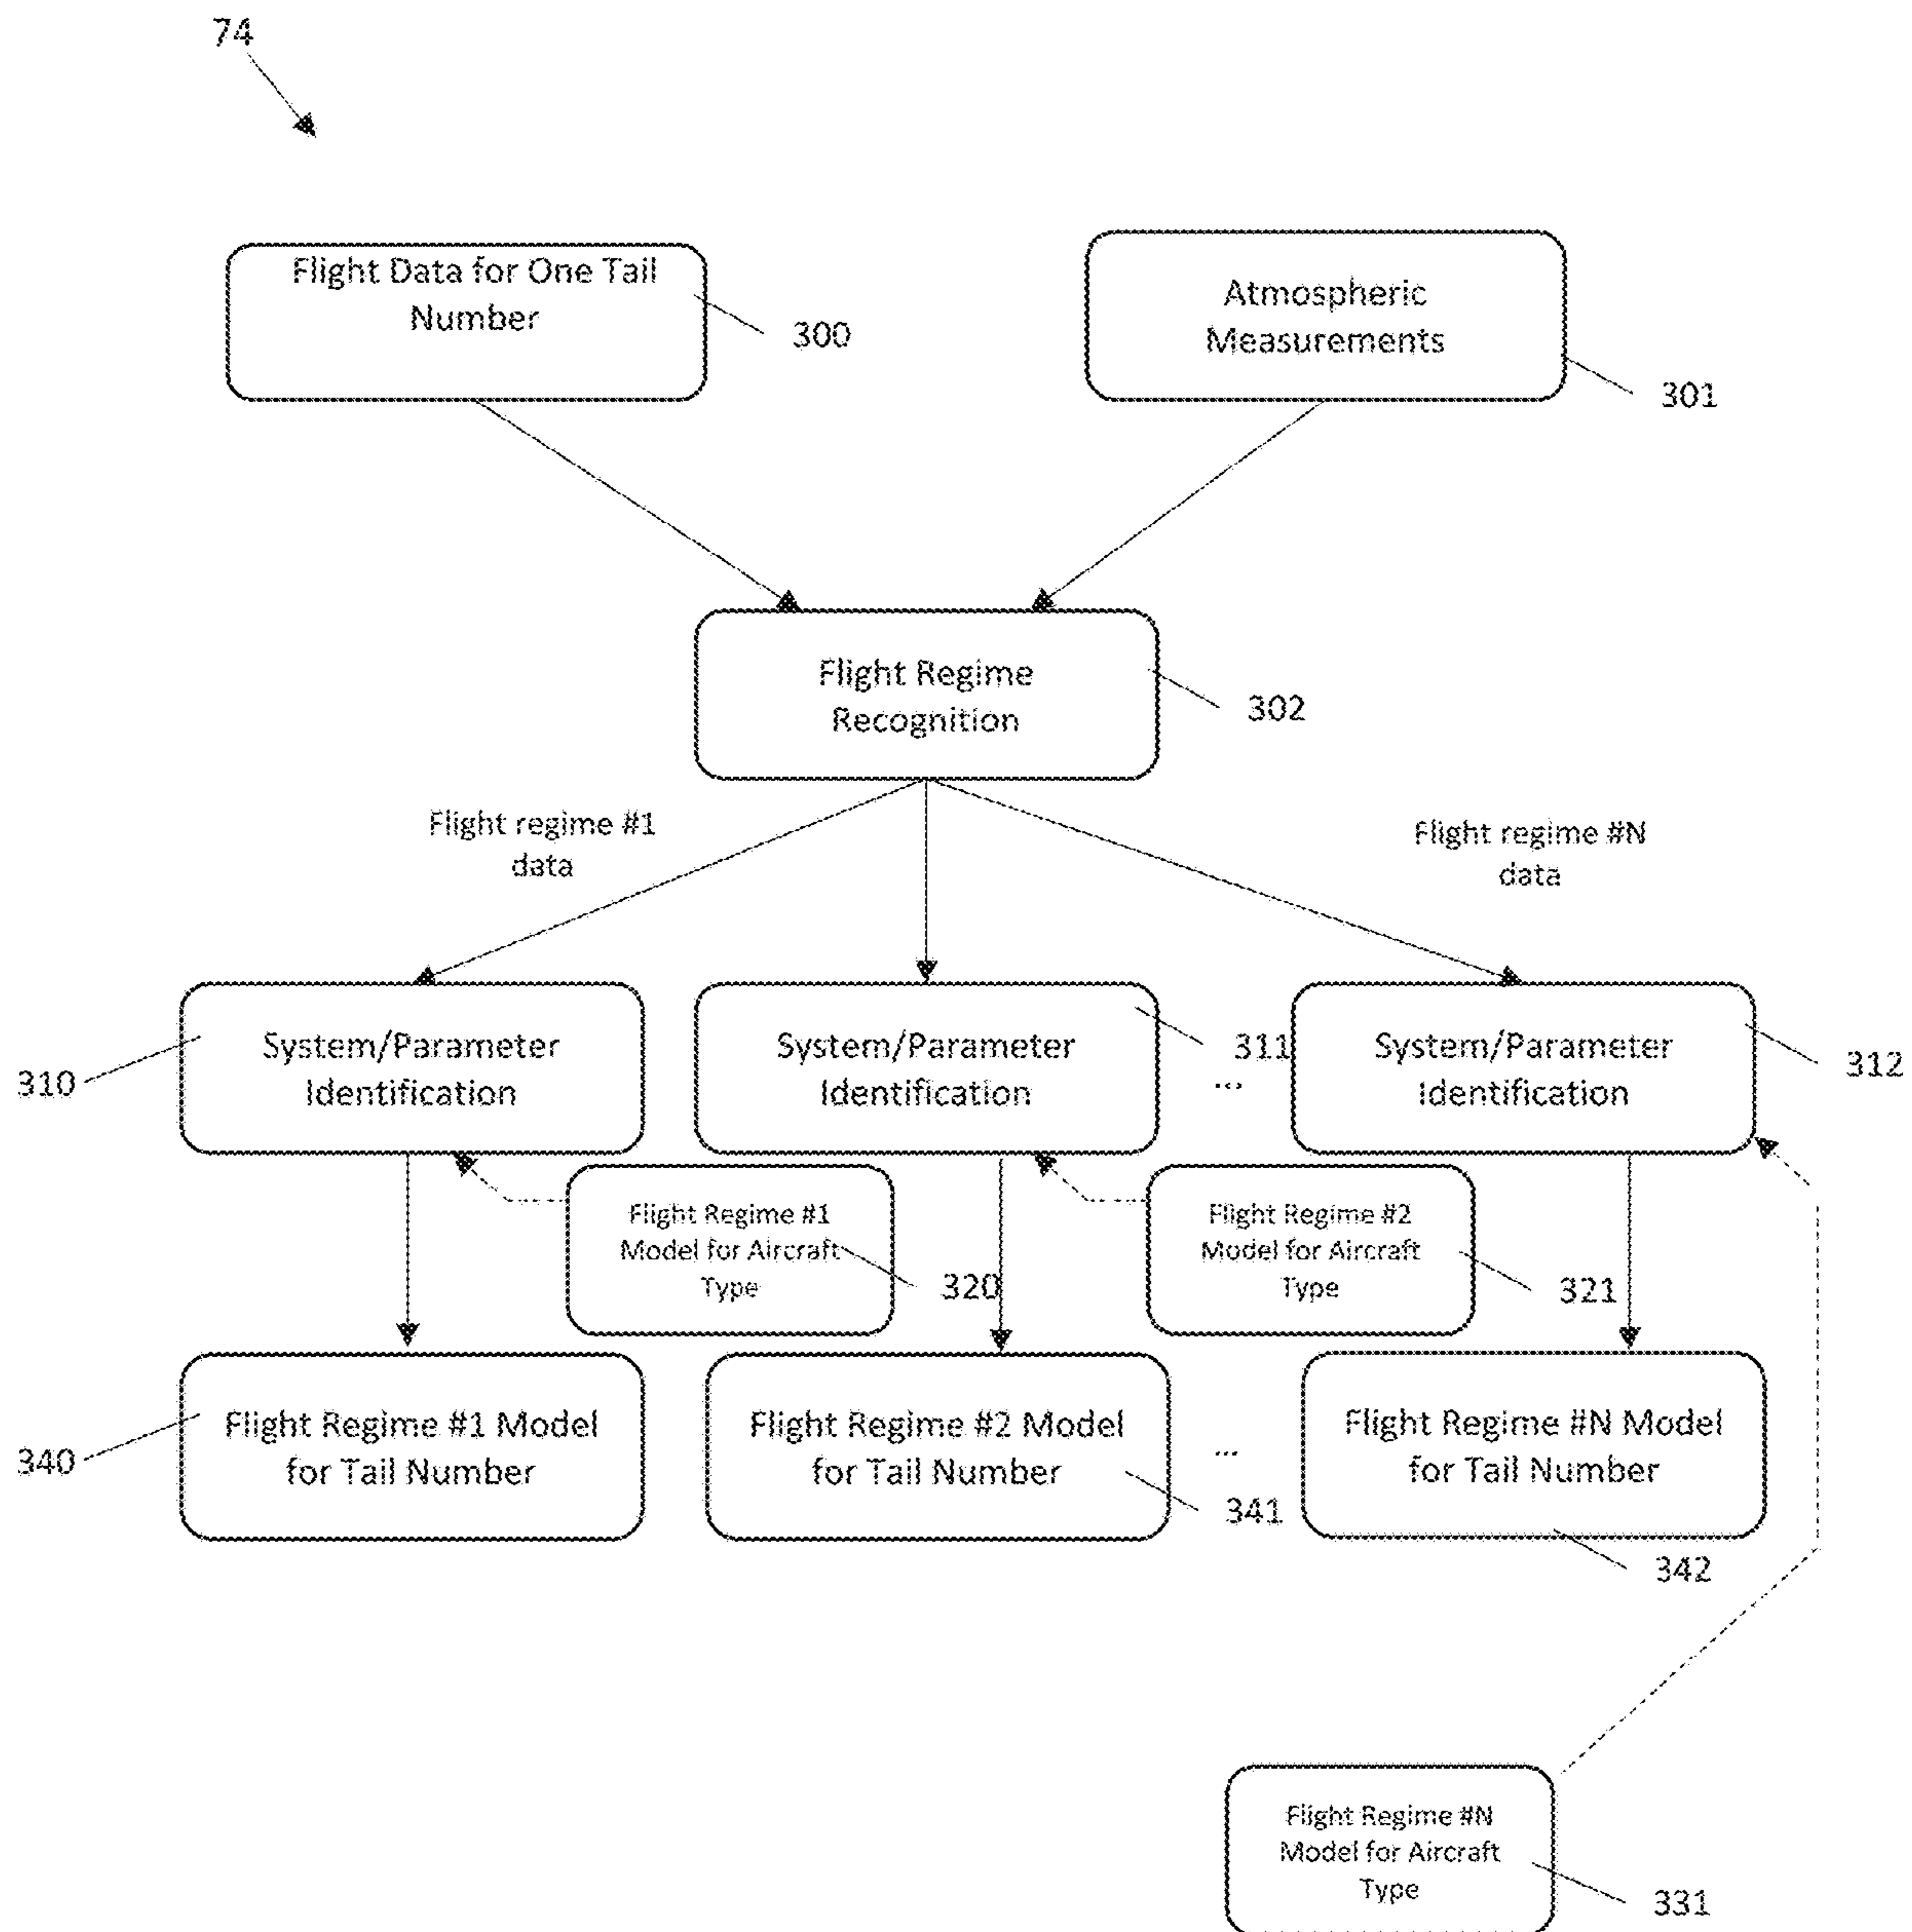 74
Flight Data for One Tail
Number
300
Atmospheric
Measurements
301
Flight Regime
Recognition
302
Flight regime #1
data
Flight regime #N
data
310
System/Parameter
Identification
System/Parameter
Identification
311
...
System/Parameter
Identification
312
Flight Regime #1
Model for Aircraft
Type
320
Flight Regime #2
Model for Aircraft
Type
321
340
Flight Regime #1 Model
for Tail Number
Flight Regime #2 Model
for Tail Number
341
...
Flight Regime #N Model
for Tail Number
342
Flight Regime #N
Model for Aircraft
Type
331